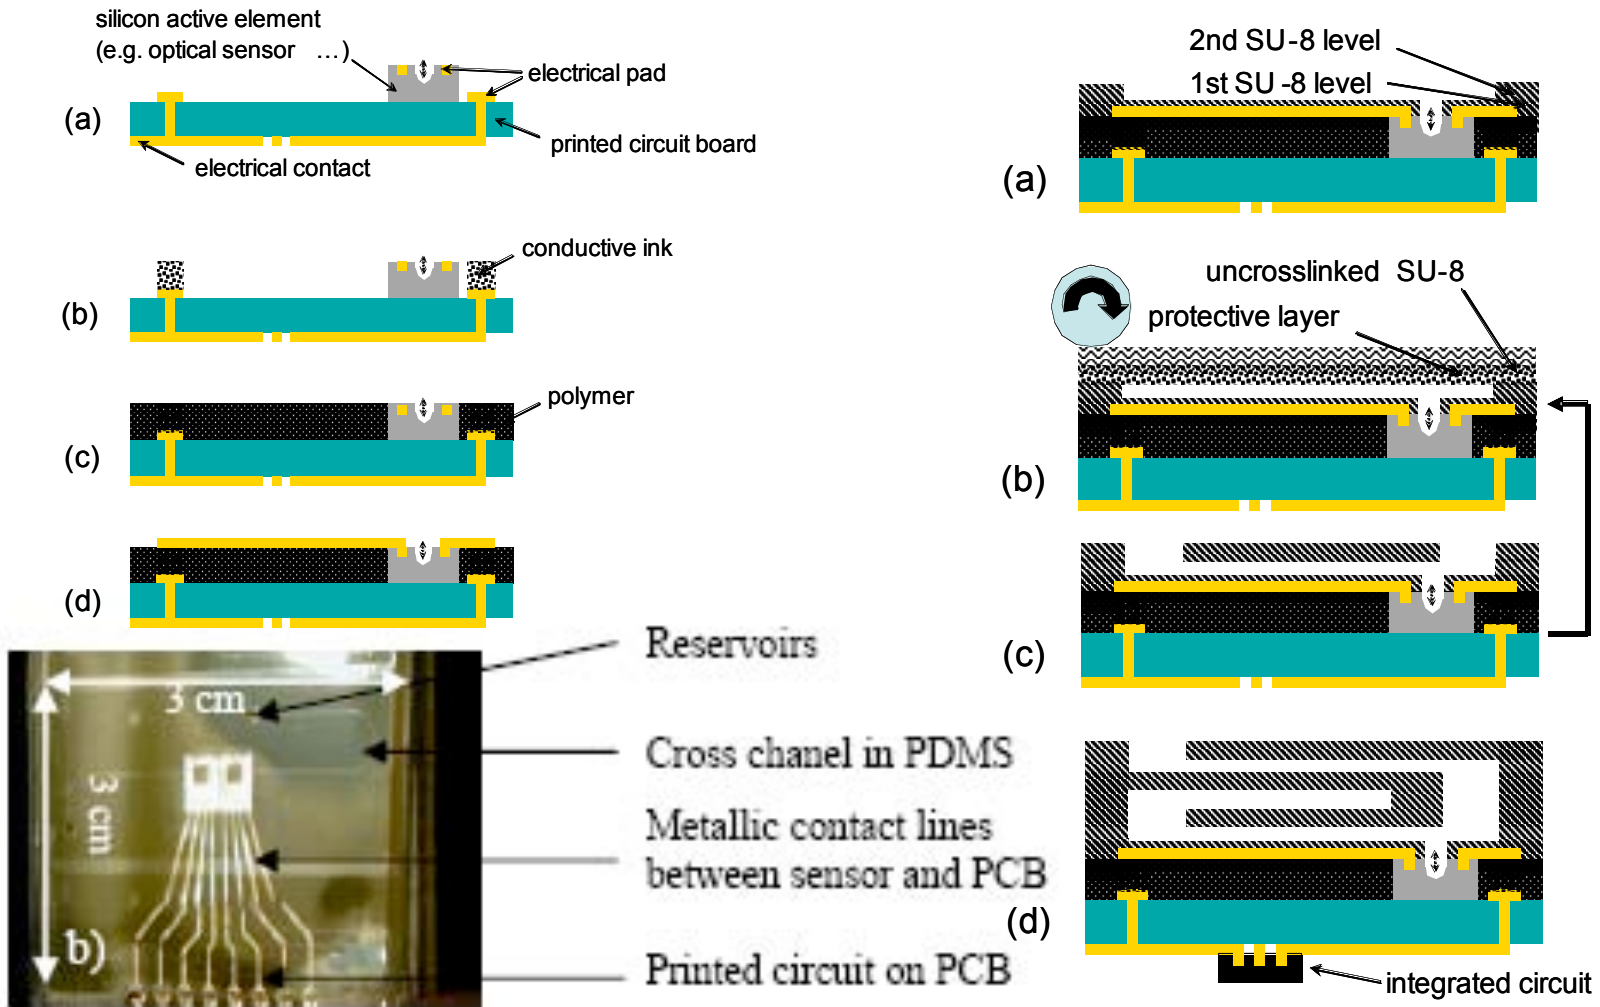 silicon active element
(e.g. optical sensor …)
electrical pad
(a)
printed circuit board
electrical contact
conductive ink
(b)
polymer
(c)
(d)
3 cm
3 cm
b)
Reservoirs
Cross chanel in PDMS
Metallic contact lines
between sensor and PCB
Printed circuit on PCB
2nd SU-8 level
1st SU-8 level
(a)
uncrosslinked SU-8
protective layer
(b)
(c)
(d)
integrated circuit